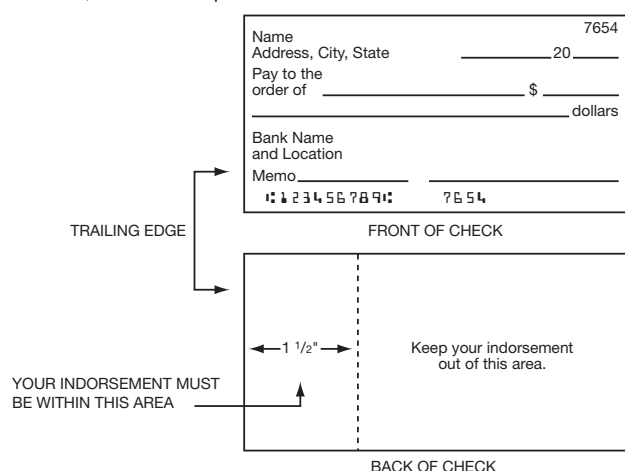 7654
Name
Address, City, State 20
Pay to the
order of $
dollars
Bank Name
and Location
Memo
⑆123456789⑆ 7654
TRAILING EDGE
FRONT OF CHECK
1 1/2"
Keep your indorsement
out of this area.
YOUR INDORSEMENT MUST
BE WITHIN THIS AREA
BACK OF CHECK